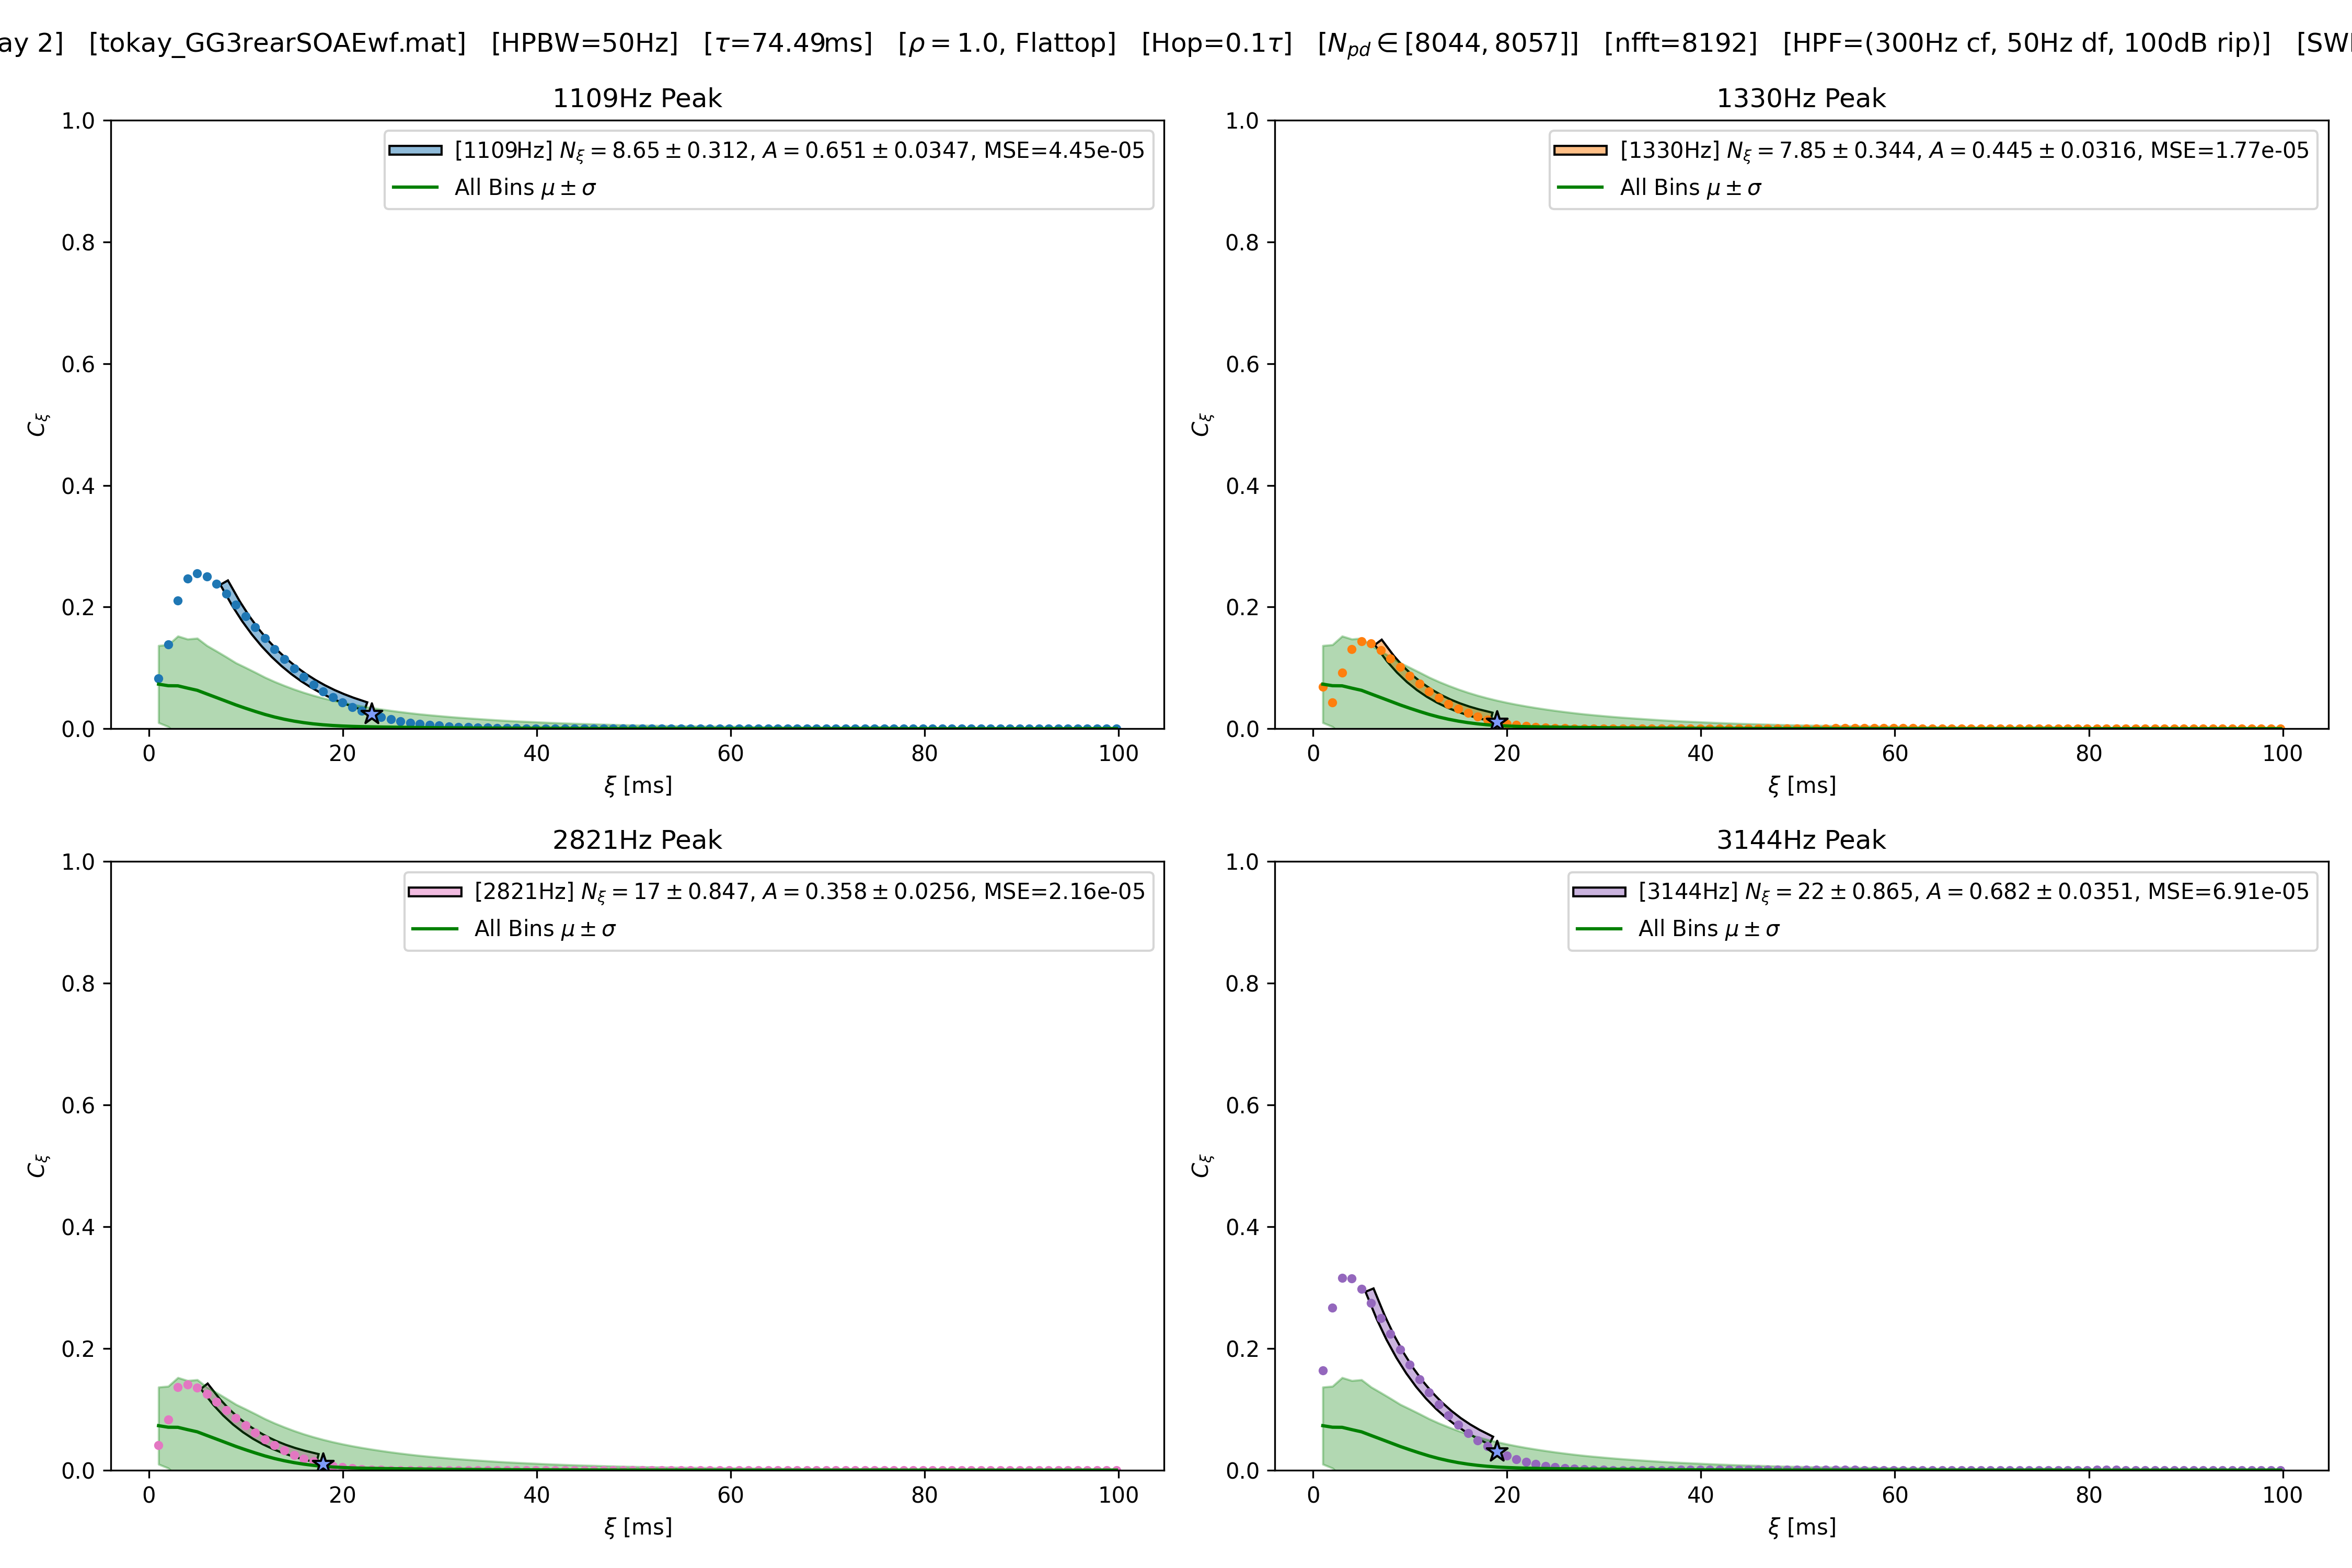 ay 2] [tokay_GG3rearSOAEwf.mat] [HPBW=50Hz] [τ=74.49ms] [ρ = 1.0, Flattop] [Hop=0.1τ] [N_pd ∈ [8044, 8057]] [nfft=8192] [HPF=(300Hz cf, 50Hz df, 100dB rip)] [SW
1109Hz Peak
[1109Hz] N_ξ = 8.65 ± 0.312, A = 0.651 ± 0.0347, MSE=4.45e-05
All Bins μ ± σ
1.0
0.8
0.6
0.4
0.2
0.0
C_ξ
0 20 40 60 80 100
ξ [ms]
1330Hz Peak
[1330Hz] N_ξ = 7.85 ± 0.344, A = 0.445 ± 0.0316, MSE=1.77e-05
All Bins μ ± σ
1.0
0.8
0.6
0.4
0.2
0.0
C_ξ
0 20 40 60 80 100
ξ [ms]
2821Hz Peak
[2821Hz] N_ξ = 17 ± 0.847, A = 0.358 ± 0.0256, MSE=2.16e-05
All Bins μ ± σ
1.0
0.8
0.6
0.4
0.2
0.0
C_ξ
0 20 40 60 80 100
ξ [ms]
3144Hz Peak
[3144Hz] N_ξ = 22 ± 0.865, A = 0.682 ± 0.0351, MSE=6.91e-05
All Bins μ ± σ
1.0
0.8
0.6
0.4
0.2
0.0
C_ξ
0 20 40 60 80 100
ξ [ms]